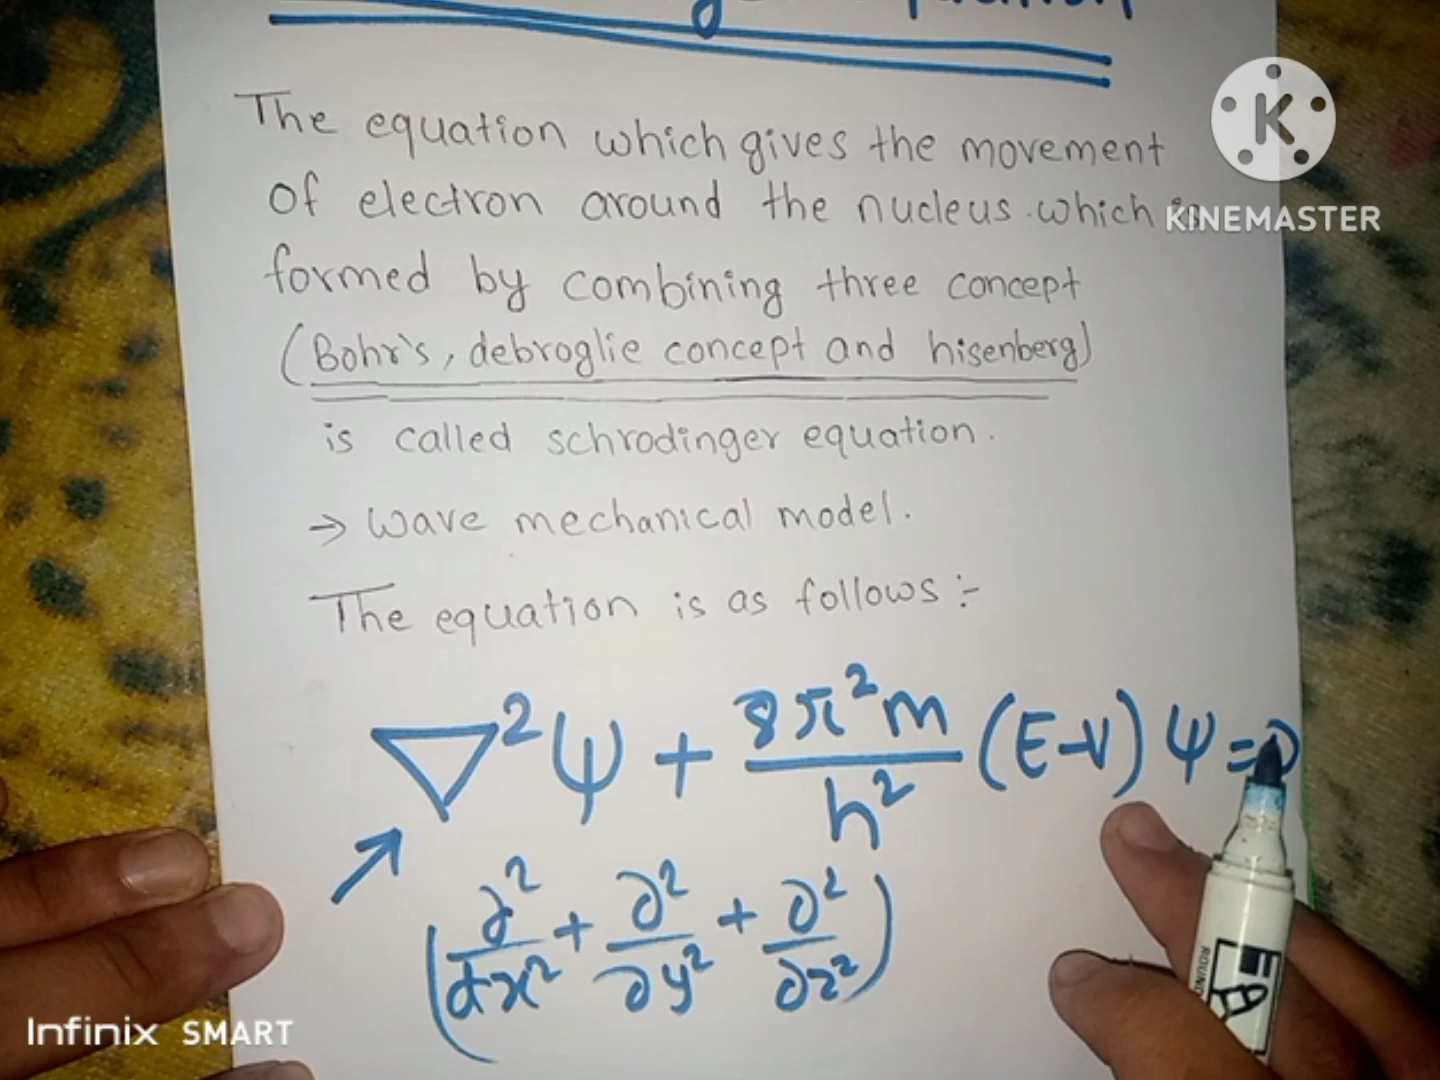 The equation which gives the movement
of electron around the nucleus. which is
formed by combining three concept
(Bohr's, debroglie concept and hisenberg)
is called schrodinger equation.
→ wave mechanical model.
The equation is as follows :-
∇²ψ + 8π²m/h² (E-V) ψ = 0
(∂²/dx² + ∂²/∂y² + ∂²/∂z²)
KINEMASTER
Infinix SMART